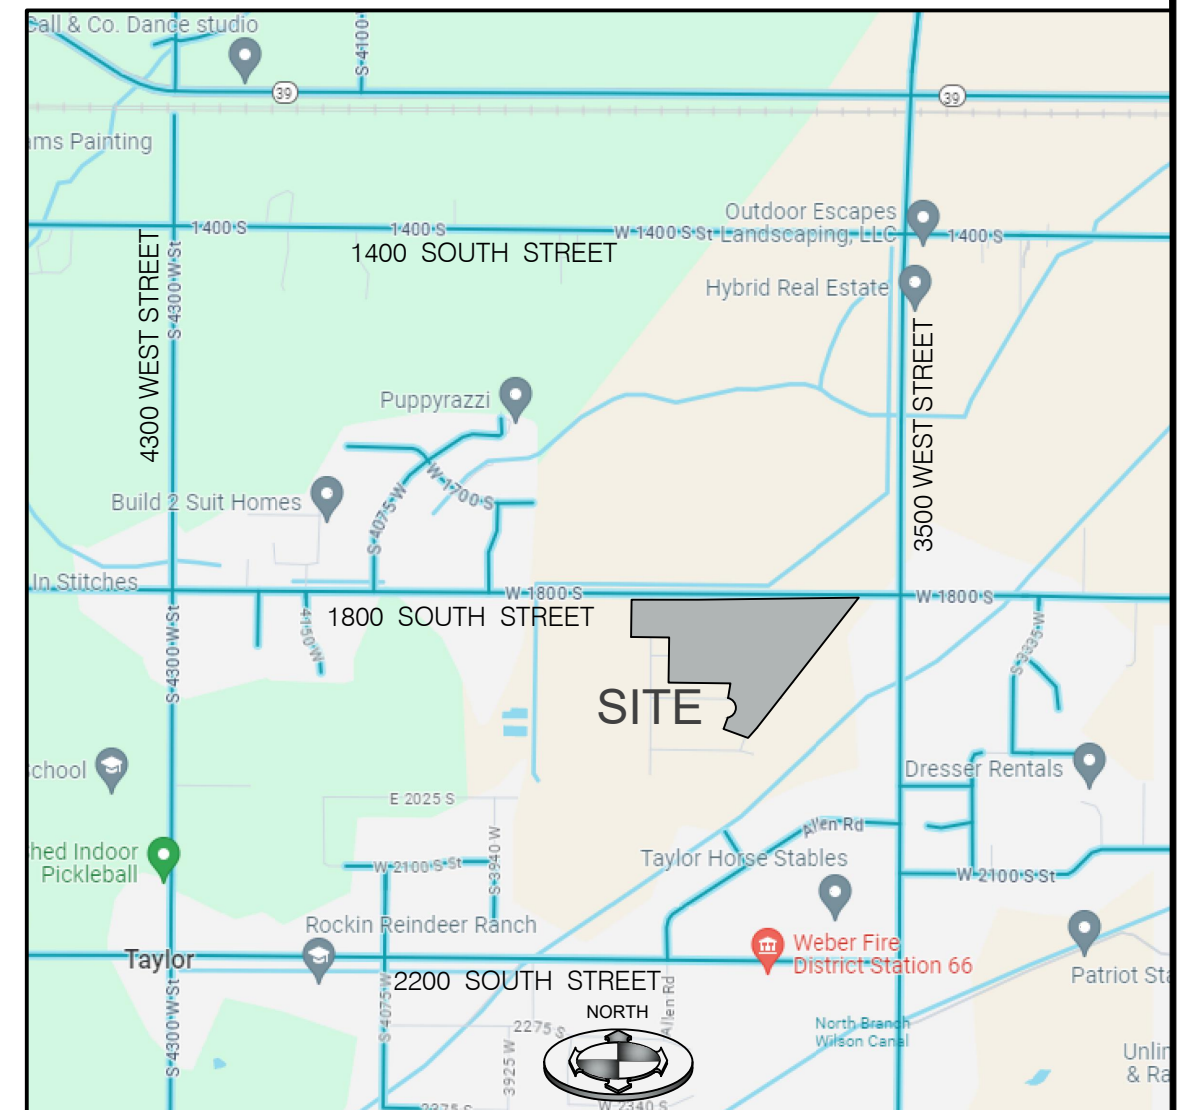 Call & Co. Dance studio
S 4100
39
39
ams Painting
1400 S
1400 S
W 1400 S St
Outdoor Escapes
Landscaping, LLC
1400 S
1400 SOUTH STREET
4300 WEST STREET
S 4300 W St
Hybrid Real Estate
3500 WEST STREET
Puppyrazzi
W 1700 S
S 4075 W
Build 2 Suit Homes
In Stitches
W 1800 S
W 1800 S
1800 SOUTH STREET
4150 W
S 4300 W St
S 3335 W
SITE
chool
Dresser Rentals
E 2025 S
Allen Rd
hed Indoor
Pickleball
W 2100 S St
S 3940 W
Taylor Horse Stables
W 2100 S St
Rockin Reindeer Ranch
Weber Fire
District Station 66
Taylor
2200 SOUTH STREET
Patriot Sta
S 4300 W St
S 4075 W
Allen Rd
NORTH
2275 S
North Branch
Wilson Canal
3925 W
Unlin
& Ra
2375 S
W 2340 S